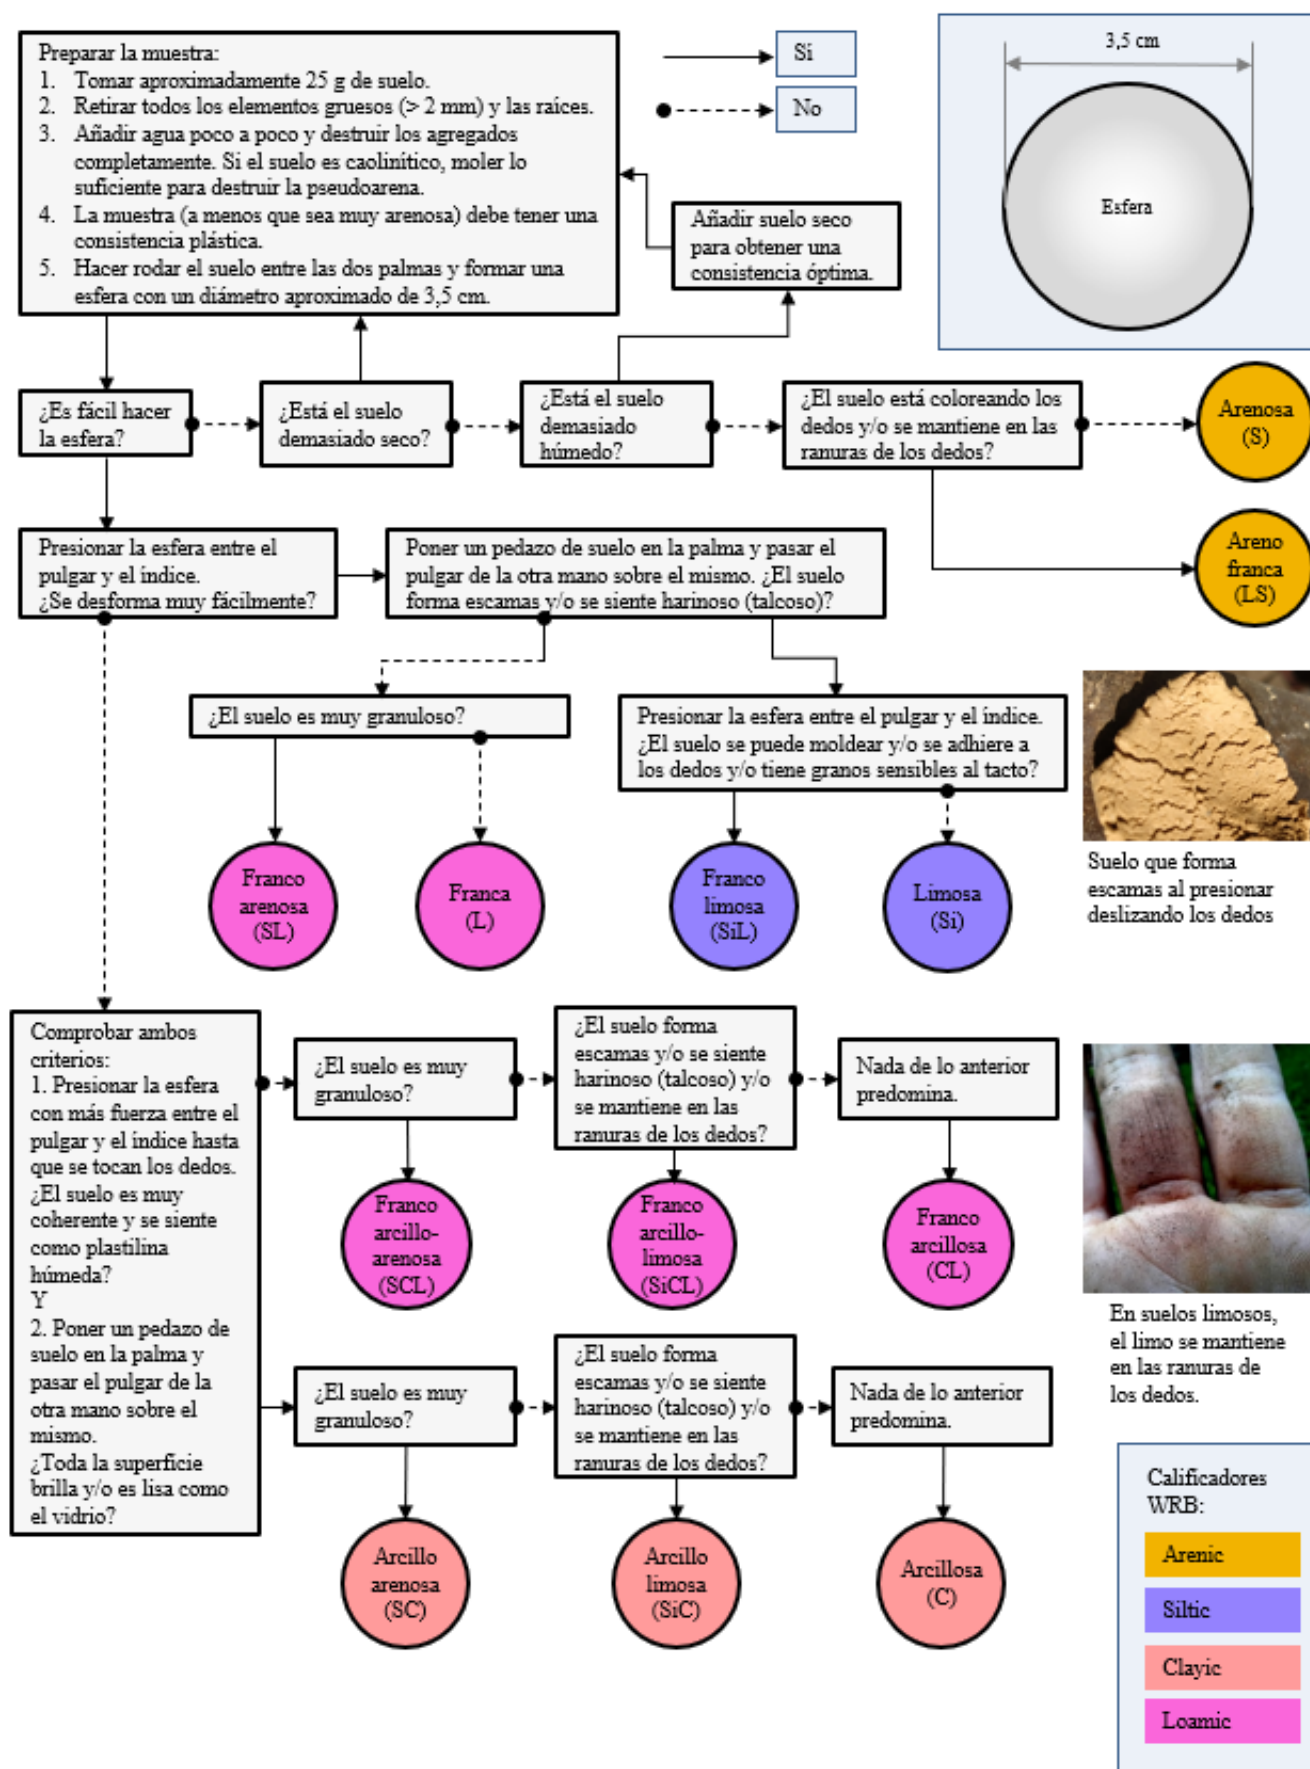 Preparar la muestra:
1. Tomar aproximadamente 25 g de suelo.
2. Retirar todos los elementos gruesos (> 2 mm) y las raíces.
3. Añadir agua poco a poco y destruir los agregados
completamente. Si el suelo es caolinítico, moler lo
suficiente para destruir la pseudoarena.
4. La muestra (a menos que sea muy arenosa) debe tener una
consistencia plástica.
5. Hacer rodar el suelo entre las dos palmas y formar una
esfera con un diámetro aproximado de 3,5 cm.
Si
No
3,5 cm
Esfera
Añadir suelo seco
para obtener una
consistencia óptima.
¿Es fácil hacer
la esfera?
¿Está el suelo
demasiado seco?
¿Está el suelo
demasiado
húmedo?
¿El suelo está coloreando los
dedos y/o se mantiene en las
ranuras de los dedos?
Arenosa
(S)
Areno
franca
(LS)
Presionar la esfera entre el
pulgar y el índice.
¿Se desforma muy fácilmente?
Poner un pedazo de suelo en la palma y pasar el
pulgar de la otra mano sobre el mismo. ¿El suelo
forma escamas y/o se siente harinoso (talcoso)?
¿El suelo es muy granuloso?
Presionar la esfera entre el pulgar y el índice.
¿El suelo se puede moldear y/o se adhiere a
los dedos y/o tiene granos sensibles al tacto?
Franco
arenosa
(SL)
Franca
(L)
Franco
limosa
(SiL)
Limosa
(Si)
Suelo que forma
escamas al presionar
deslizando los dedos
Comprobar ambos
criterios:
1. Presionar la esfera
con más fuerza entre el
pulgar y el índice hasta
que se tocan los dedos.
¿El suelo es muy
coherente y se siente
como plastilina
húmeda?
Y
2. Poner un pedazo de
suelo en la palma y
pasar el pulgar de la
otra mano sobre el
mismo.
¿Toda la superficie
brilla y/o es lisa como
el vidrio?
¿El suelo es muy
granuloso?
¿El suelo forma
escamas y/o se siente
harinoso (talcoso) y/o
se mantiene en las
ranuras de los dedos?
Nada de lo anterior
predomina.
Franco
arcillo-
arenosa
(SCL)
Franco
arcillo-
limosa
(SiCL)
Franco
arcillosa
(CL)
En suelos limosos,
el limo se mantiene
en las ranuras de
los dedos.
¿El suelo es muy
granuloso?
¿El suelo forma
escamas y/o se siente
harinoso (talcoso) y/o
se mantiene en las
ranuras de los dedos?
Nada de lo anterior
predomina.
Arcillo
arenosa
(SC)
Arcillo
limosa
(SiC)
Arcillosa
(C)
Calificadores
WRB:
Arenic
Siltic
Clayic
Loamic